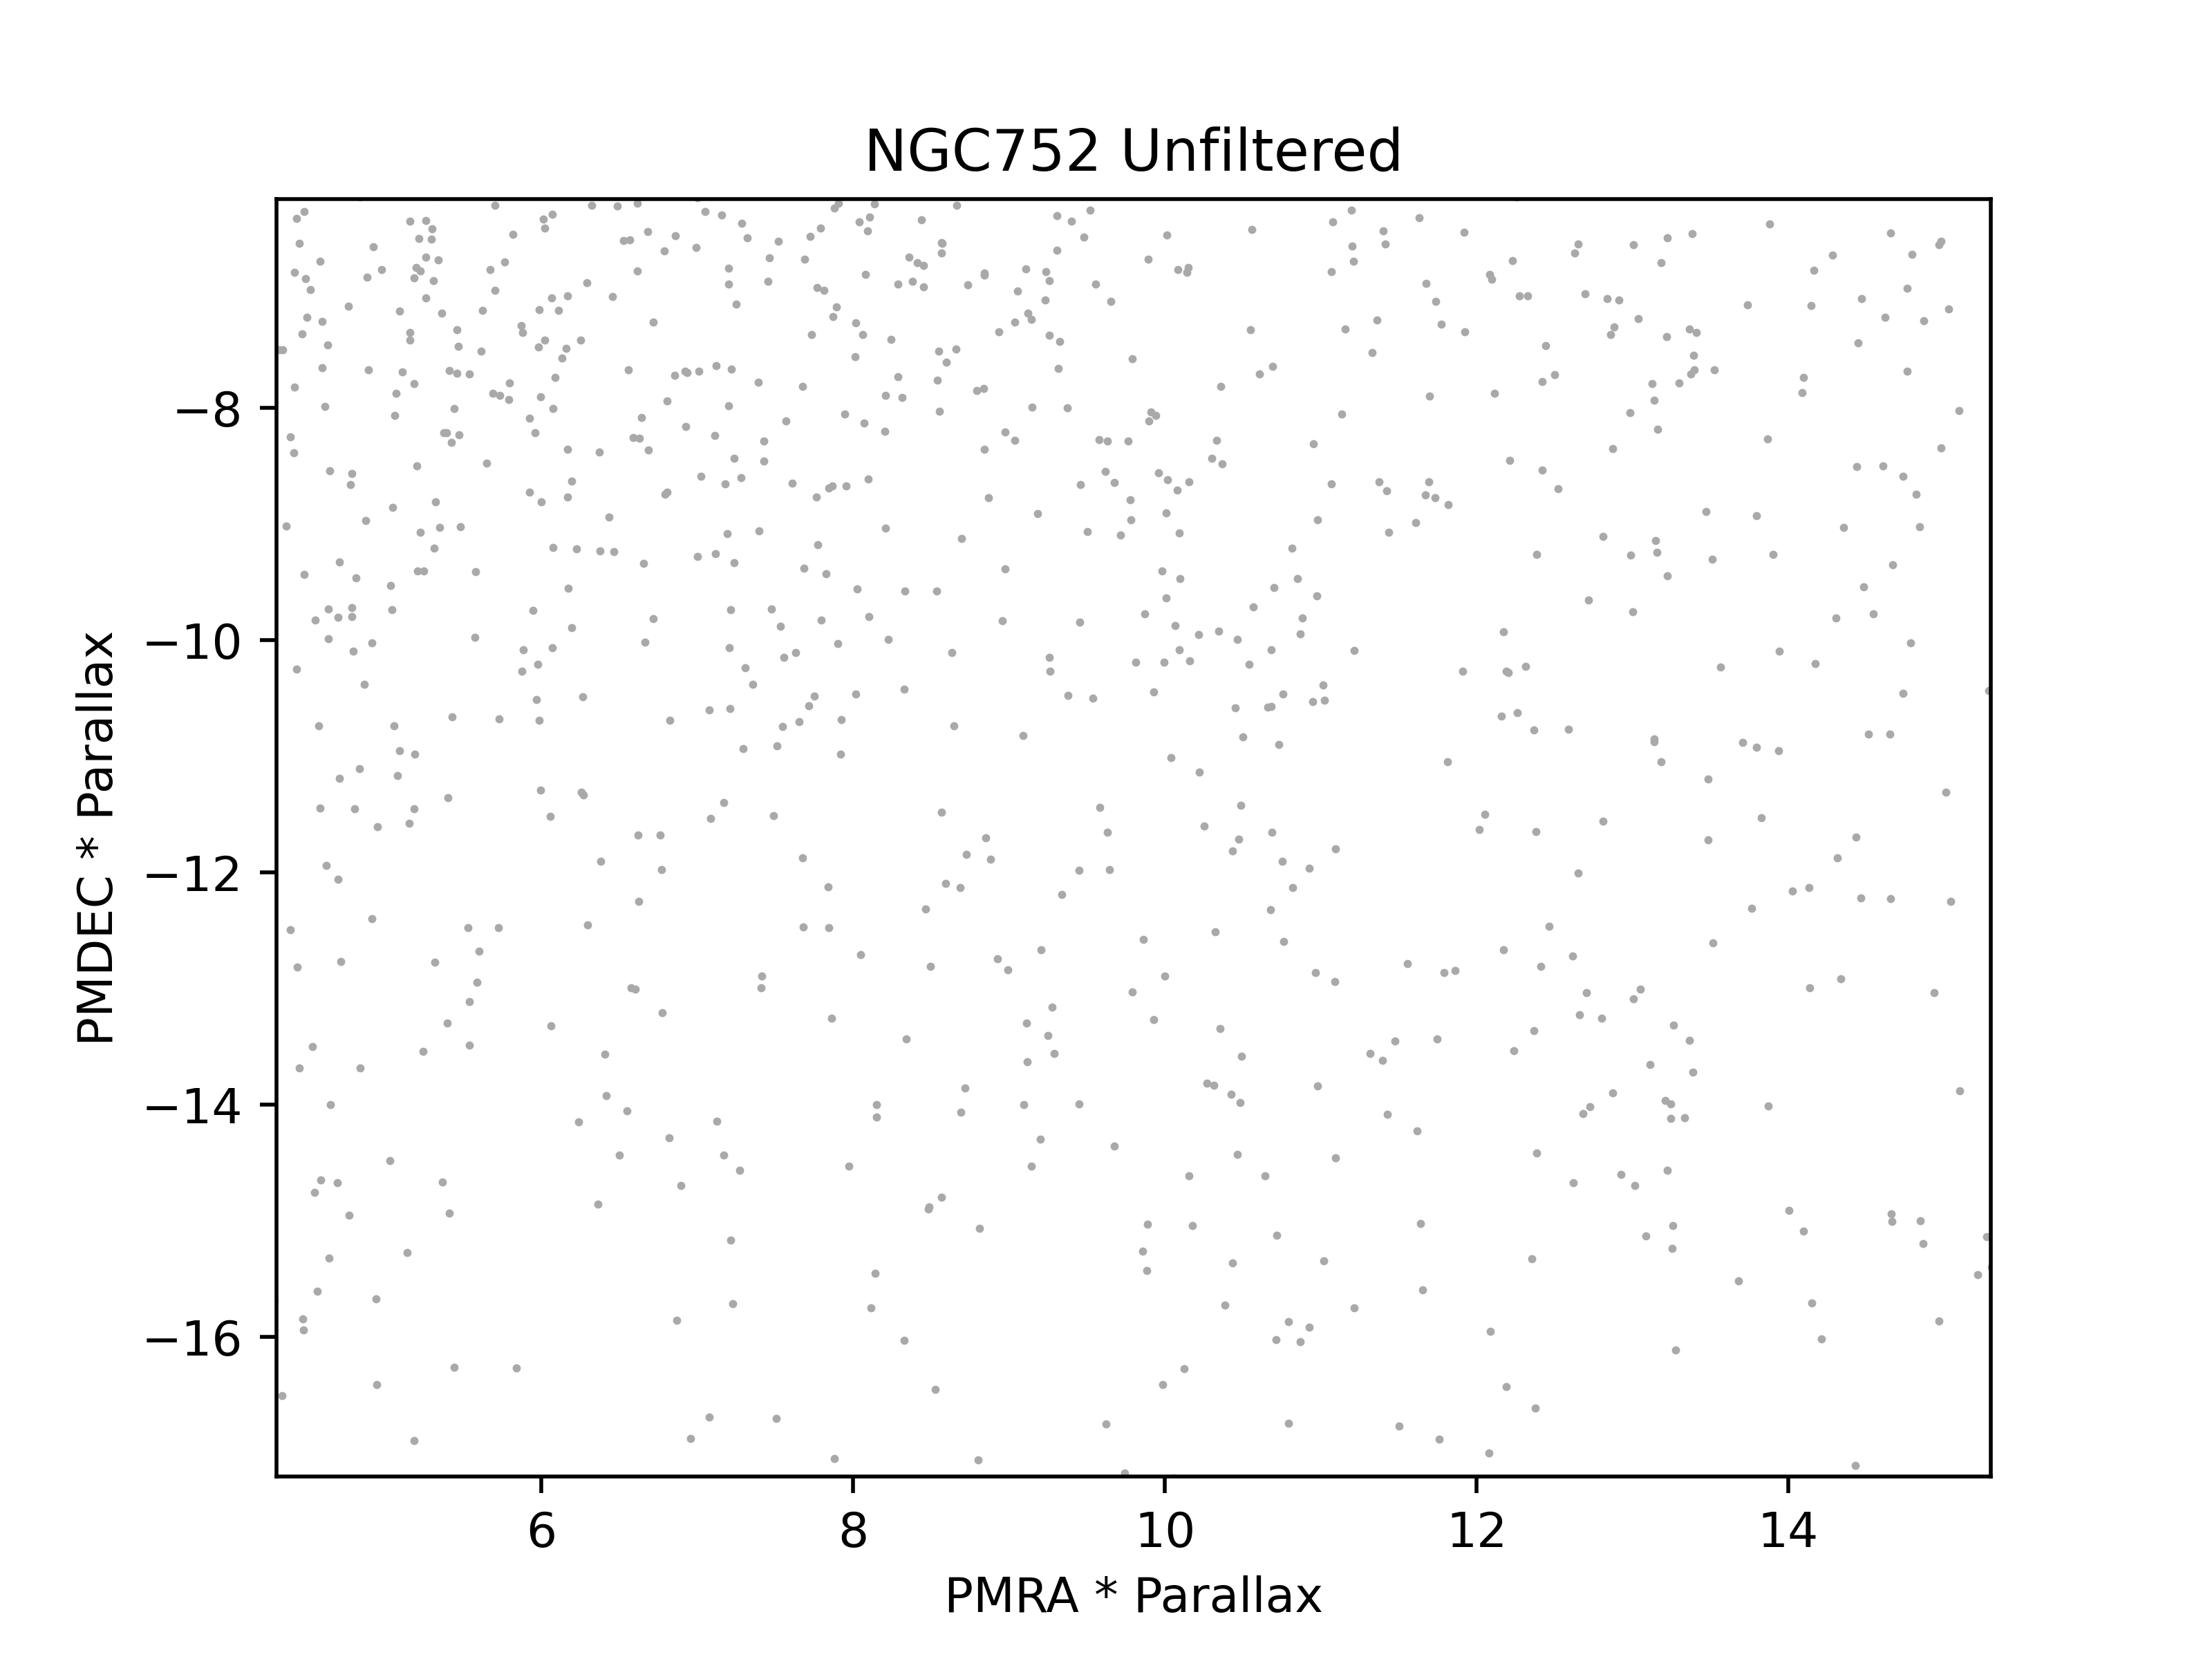 NGC752 Unfiltered
PMDEC * Parallax
−8
−10
−12
−14
−16
6 8 10 12 14
PMRA * Parallax